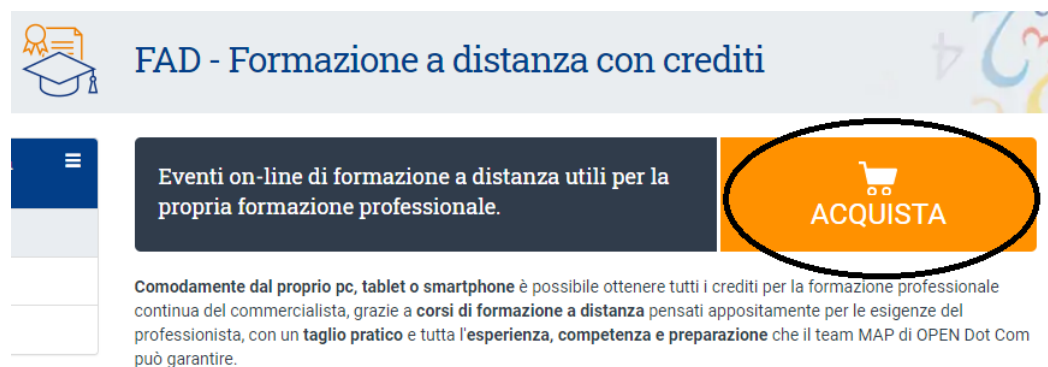 FAD - Formazione a distanza con crediti
Eventi on-line di formazione a distanza utili per la
propria formazione professionale.
ACQUISTA
Comodamente dal proprio pc, tablet o smartphone è possibile ottenere tutti i crediti per la formazione professionale
continua del commercialista, grazie a corsi di formazione a distanza pensati appositamente per le esigenze del
professionista, con un taglio pratico e tutta l'esperienza, competenza e preparazione che il team MAP di OPEN Dot Com
può garantire.